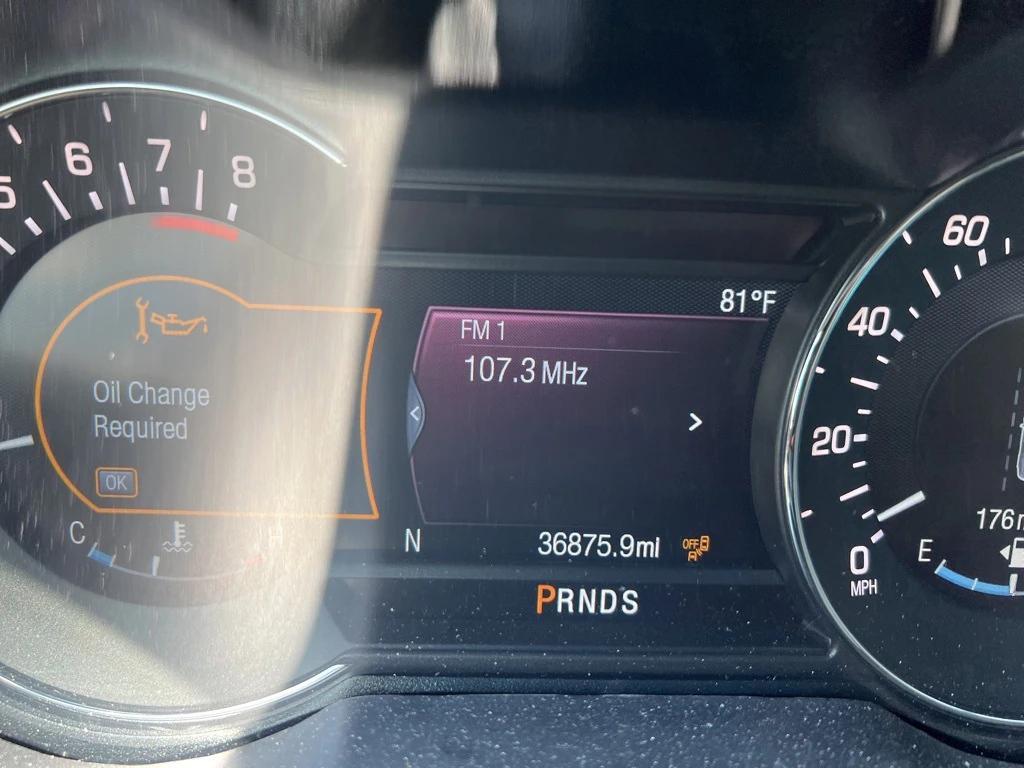 5 6 7 8
Oil Change
Required
OK
C
H
81°F
FM 1
107.3 MHz
N
36875.9mi
OFF
PRNDS
60
40
20
0
MPH
E